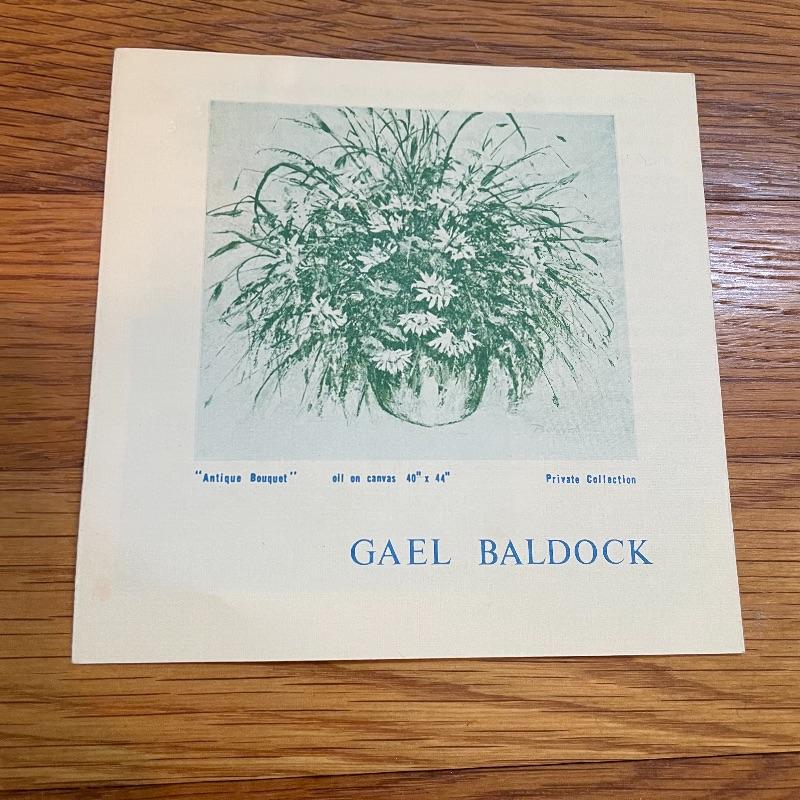 "Antique Bouquet" oil on canvas 40" x 44" Private Collection
GAEL BALDOCK